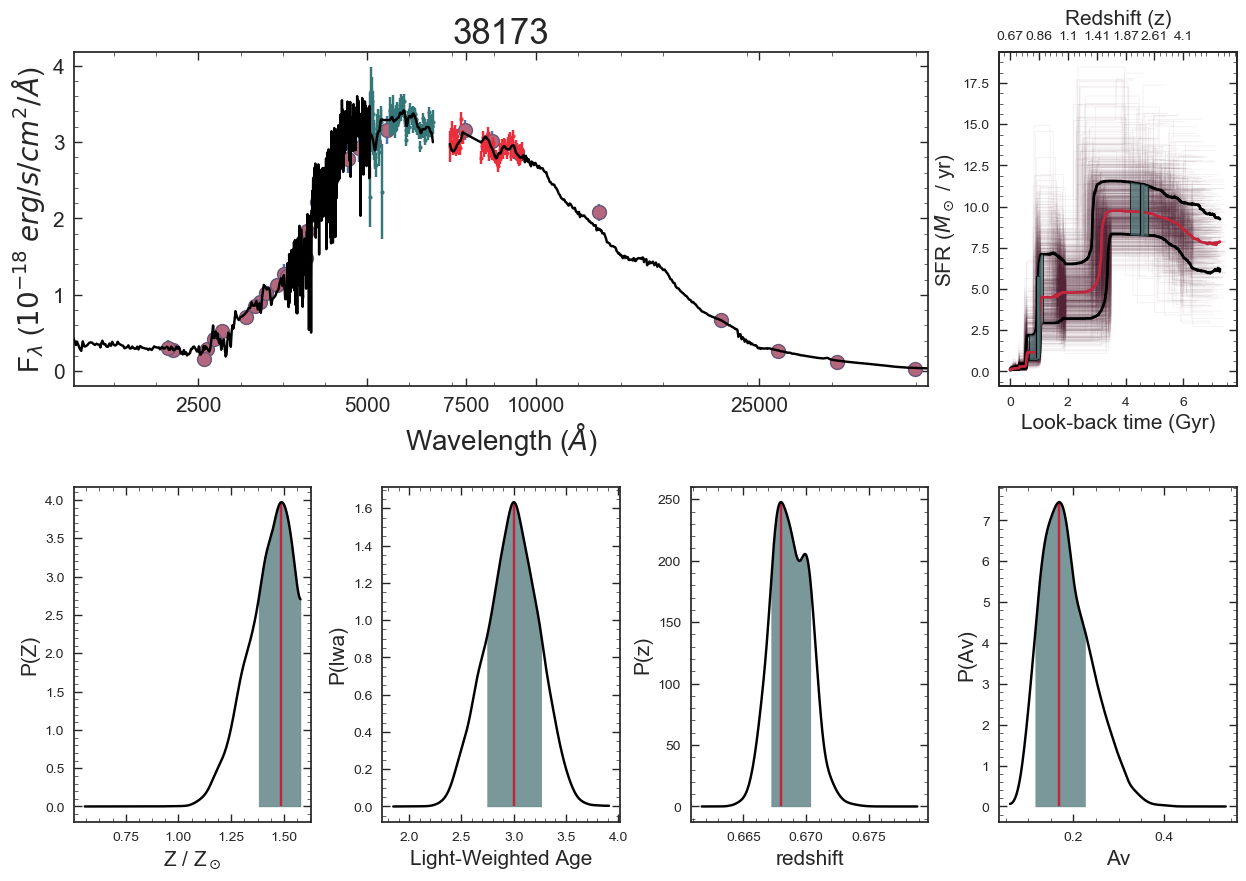 38173
F_λ (10^{-18} erg/s/cm^2/Å)
4
3
2
1
0
2500
5000
7500
10000
25000
Wavelength (Å)
Redshift (z)
0.67 0.86 1.1 1.41 1.87 2.61 4.1
SFR (M_⊙ / yr)
17.5
15.0
12.5
10.0
7.5
5.0
2.5
0.0
0 2 4 6
Look-back time (Gyr)
P(Z)
4.0
3.5
3.0
2.5
2.0
1.5
1.0
0.5
0.0
0.75 1.00 1.25 1.50
Z / Z_⊙
P(lwa)
1.6
1.4
1.2
1.0
0.8
0.6
0.4
0.2
0.0
2.0 2.5 3.0 3.5 4.0
Light-Weighted Age
P(z)
250
200
150
100
50
0
0.665 0.670 0.675
redshift
P(Av)
7
6
5
4
3
2
1
0
0.2 0.4
Av